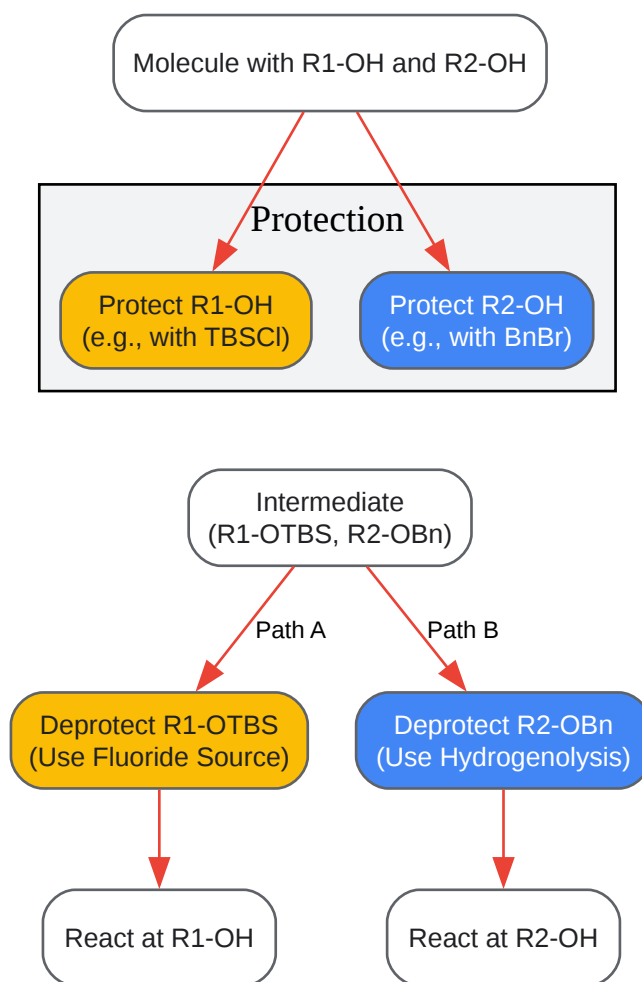 Molecule with R1-OH and R2-OH
Protection
Protect R1-OH
(e.g., with TBSCl)
Protect R2-OH
(e.g., with BnBr)
Intermediate
(R1-OTBS, R2-OBn)
Path A
Path B
Deprotect R1-OTBS
(Use Fluoride Source)
Deprotect R2-OBn
(Use Hydrogenolysis)
React at R1-OH
React at R2-OH